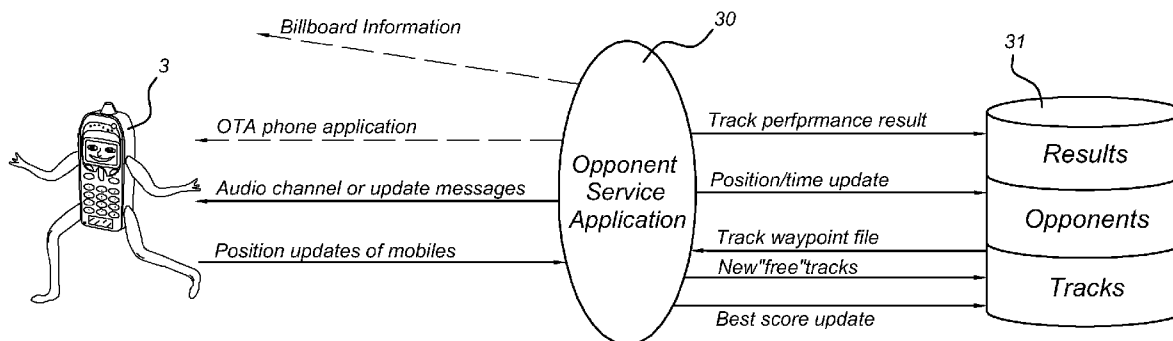 Billboard Information
30
3
31
OTA phone application
Track perfprmance result
Results
Opponent
Service
Application
Audio channel or update messages
Position/time update
Opponents
Position updates of mobiles
Track waypoint file
New"free"tracks
Tracks
Best score update